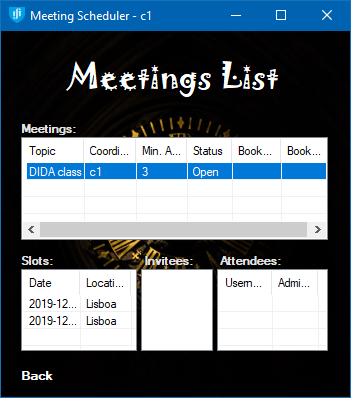 Meeting Scheduler - c1
Meetings List
Meetings:
Topic Coordi... Min. A... Status Book... Book...
DIDA class c1 3 Open
Slots: Invitees: Attendees:
Date Locati... Usern... Admi...
2019-12... Lisboa
2019-12... Lisboa
Back